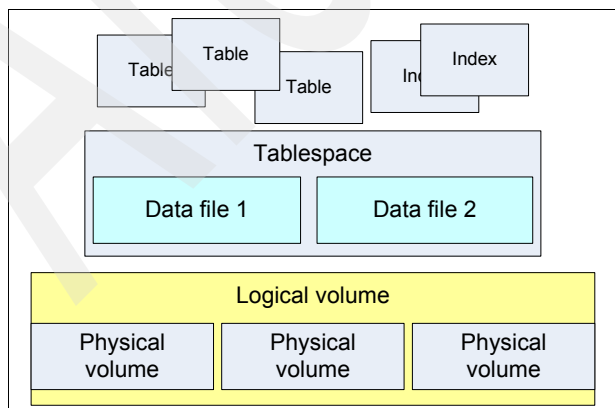 Table
Table
Table
Ind
Index
Tablespace
Data file 1
Data file 2
Logical volume
Physical
volume
Physical
volume
Physical
volume